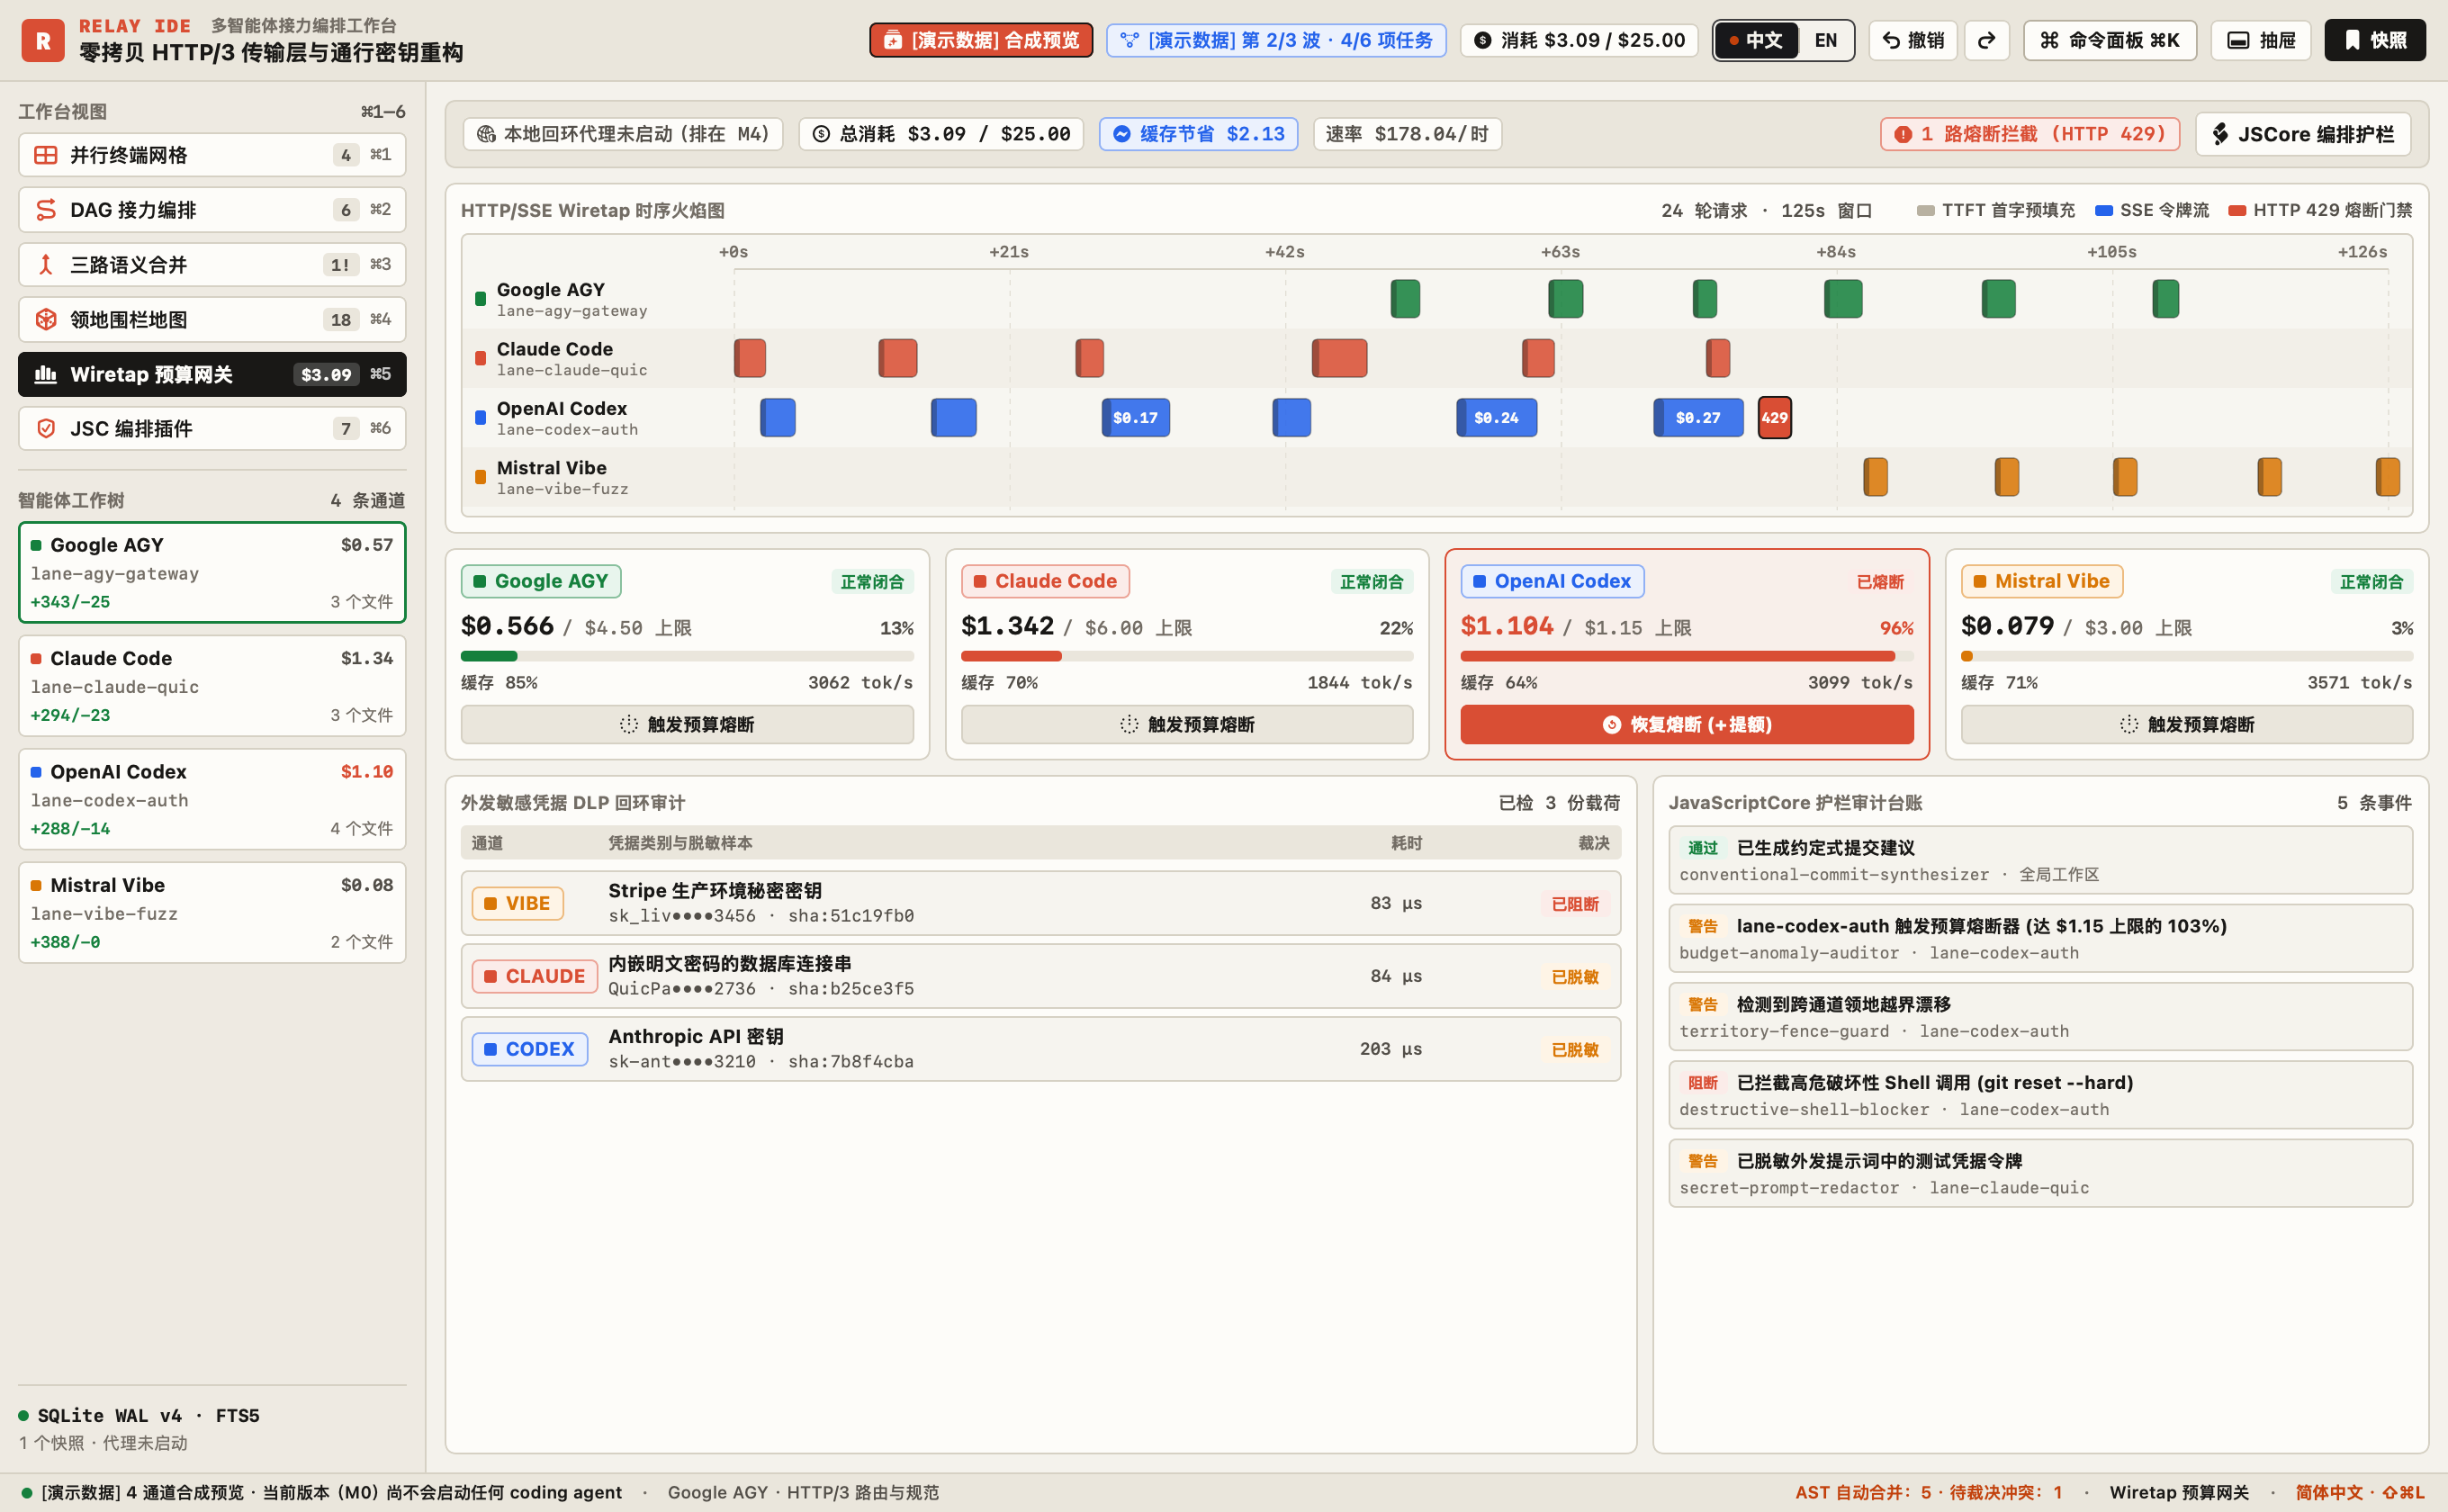 R
RELAY IDE 多智能体接力编排工作台
零拷贝 HTTP/3 传输层与通行密钥重构
[演示数据] 合成预览
[演示数据] 第 2/3 波 · 4/6 项任务
消耗 $3.09 / $25.00
中文 EN
撤销
⌘ 命令面板 ⌘K
抽屉
快照
工作台视图 ⌘1–6
并行终端网格 4 ⌘1
DAG 接力编排 6 ⌘2
三路语义合并 1! ⌘3
领地围栏地图 18 ⌘4
Wiretap 预算网关 $3.09 ⌘5
JSC 编排插件 7 ⌘6
智能体工作树 4 条通道
Google AGY $0.57
lane-agy-gateway
+343/−25 3 个文件
Claude Code $1.34
lane-claude-quic
+294/−23 3 个文件
OpenAI Codex $1.10
lane-codex-auth
+288/−14 4 个文件
Mistral Vibe $0.08
lane-vibe-fuzz
+388/−0 2 个文件
SQLite WAL v4 · FTS5
1 个快照 · 代理未启动
本地回环代理未启动 (排在 M4)
总消耗 $3.09 / $25.00
缓存节省 $2.13
速率 $178.04/时
1 路熔断拦截 (HTTP 429)
JSCore 编排护栏
HTTP/SSE Wiretap 时序火焰图
24 轮请求 · 125s 窗口
TTFT 首字预填充
SSE 令牌流
HTTP 429 熔断门禁
+0s +21s +42s +63s +84s +105s +126s
Google AGY
lane-agy-gateway
Claude Code
lane-claude-quic
OpenAI Codex
lane-codex-auth
$0.17 $0.24 $0.27 429
Mistral Vibe
lane-vibe-fuzz
Google AGY 正常闭合
$0.566 / $4.50 上限 13%
缓存 85% 3062 tok/s
触发预算熔断
Claude Code 正常闭合
$1.342 / $6.00 上限 22%
缓存 70% 1844 tok/s
触发预算熔断
OpenAI Codex 已熔断
$1.104 / $1.15 上限 96%
缓存 64% 3099 tok/s
恢复熔断 (+提额)
Mistral Vibe 正常闭合
$0.079 / $3.00 上限 3%
缓存 71% 3571 tok/s
触发预算熔断
外发敏感凭据 DLP 回环审计 已检 3 份载荷
通道 凭据类别与脱敏样本 耗时 裁决
VIBE Stripe 生产环境秘密密钥 83 µs 已阻断
sk_liv••••3456 · sha:51c19fb0
CLAUDE 内嵌明文密码的数据库连接串 84 µs 已脱敏
QuicPa••••2736 · sha:b25ce3f5
CODEX Anthropic API 密钥 203 µs 已脱敏
sk-ant••••3210 · sha:7b8f4cba
JavaScriptCore 护栏审计台账 5 条事件
通过 已生成约定式提交建议
conventional-commit-synthesizer · 全局工作区
警告 lane-codex-auth 触发预算熔断器 (达 $1.15 上限的 103%)
budget-anomaly-auditor · lane-codex-auth
警告 检测到跨通道领地越界漂移
territory-fence-guard · lane-codex-auth
阻断 已拦截高危破坏性 Shell 调用 (git reset --hard)
destructive-shell-blocker · lane-codex-auth
警告 已脱敏外发提示词中的测试凭据令牌
secret-prompt-redactor · lane-claude-quic
[演示数据] 4 通道合成预览 · 当前版本 (M0) 尚不会启动任何 coding agent · Google AGY · HTTP/3 路由与规范
AST 自动合并: 5 · 待裁决冲突: 1 · Wiretap 预算网关 · 简体中文 · ⇧⌘L